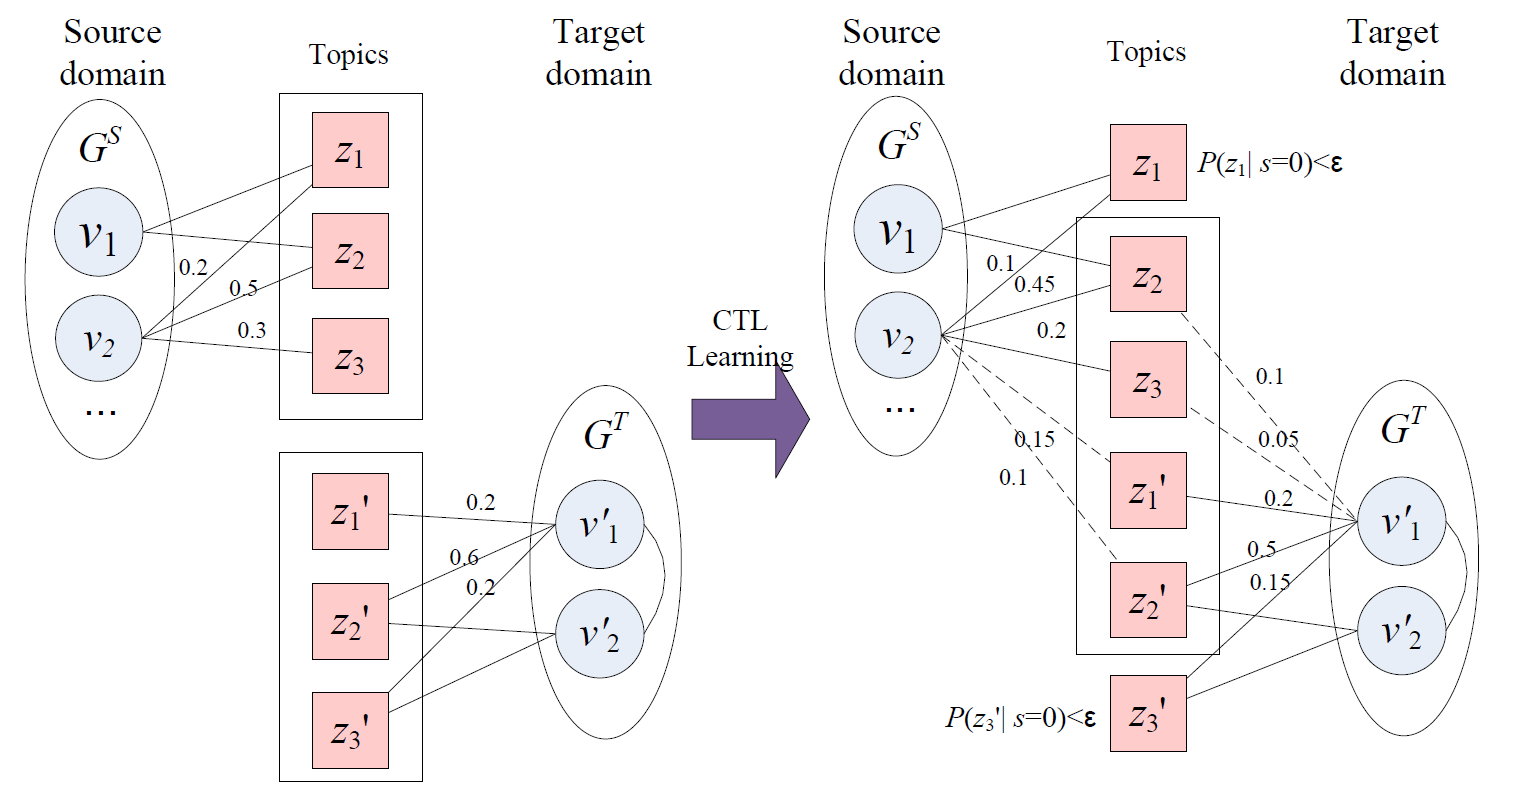 Source
domain
Topics
Target
domain
G^S
v1
v2
...
z1
z2
z3
0.2
0.5
0.3
z1'
z2'
z3'
0.2
0.6
0.2
G^T
v'1
v'2
CTL
Learning
Source
domain
Topics
Target
domain
G^S
v1
v2
...
z1
P(z1| s=0)<ε
z2
z3
z1'
z2'
z3'
P(z3'| s=0)<ε
0.1
0.45
0.2
0.15
0.1
0.1
0.05
0.2
0.5
0.15
G^T
v'1
v'2